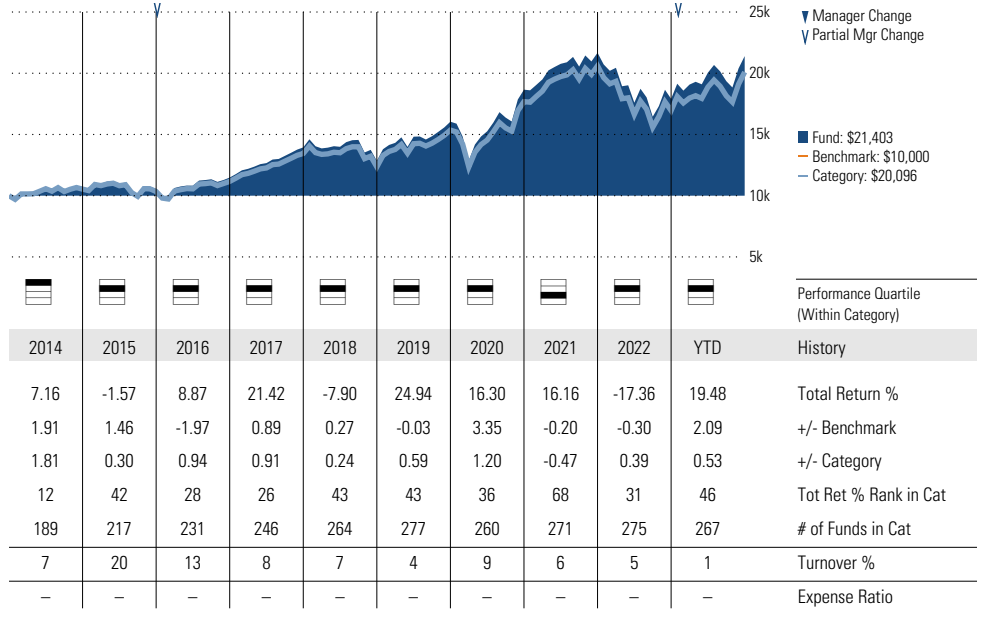 25k
20k
15k
10k
5k
Manager Change
Partial Mgr Change
Fund: $21,403
Benchmark: $10,000
Category: $20,096
Performance Quartile
(Within Category)
2014 2015 2016 2017 2018 2019 2020 2021 2022 YTD History
7.16 -1.57 8.87 21.42 -7.90 24.94 16.30 16.16 -17.36 19.48 Total Return %
1.91 1.46 -1.97 0.89 0.27 -0.03 3.35 -0.20 -0.30 2.09 +/- Benchmark
1.81 0.30 0.94 0.91 0.24 0.59 1.20 -0.47 0.39 0.53 +/- Category
12 42 28 26 43 43 36 68 31 46 Tot Ret % Rank in Cat
189 217 231 246 264 277 260 271 275 267 # of Funds in Cat
7 20 13 8 7 4 9 6 5 1 Turnover %
– – – – – – – – – – Expense Ratio